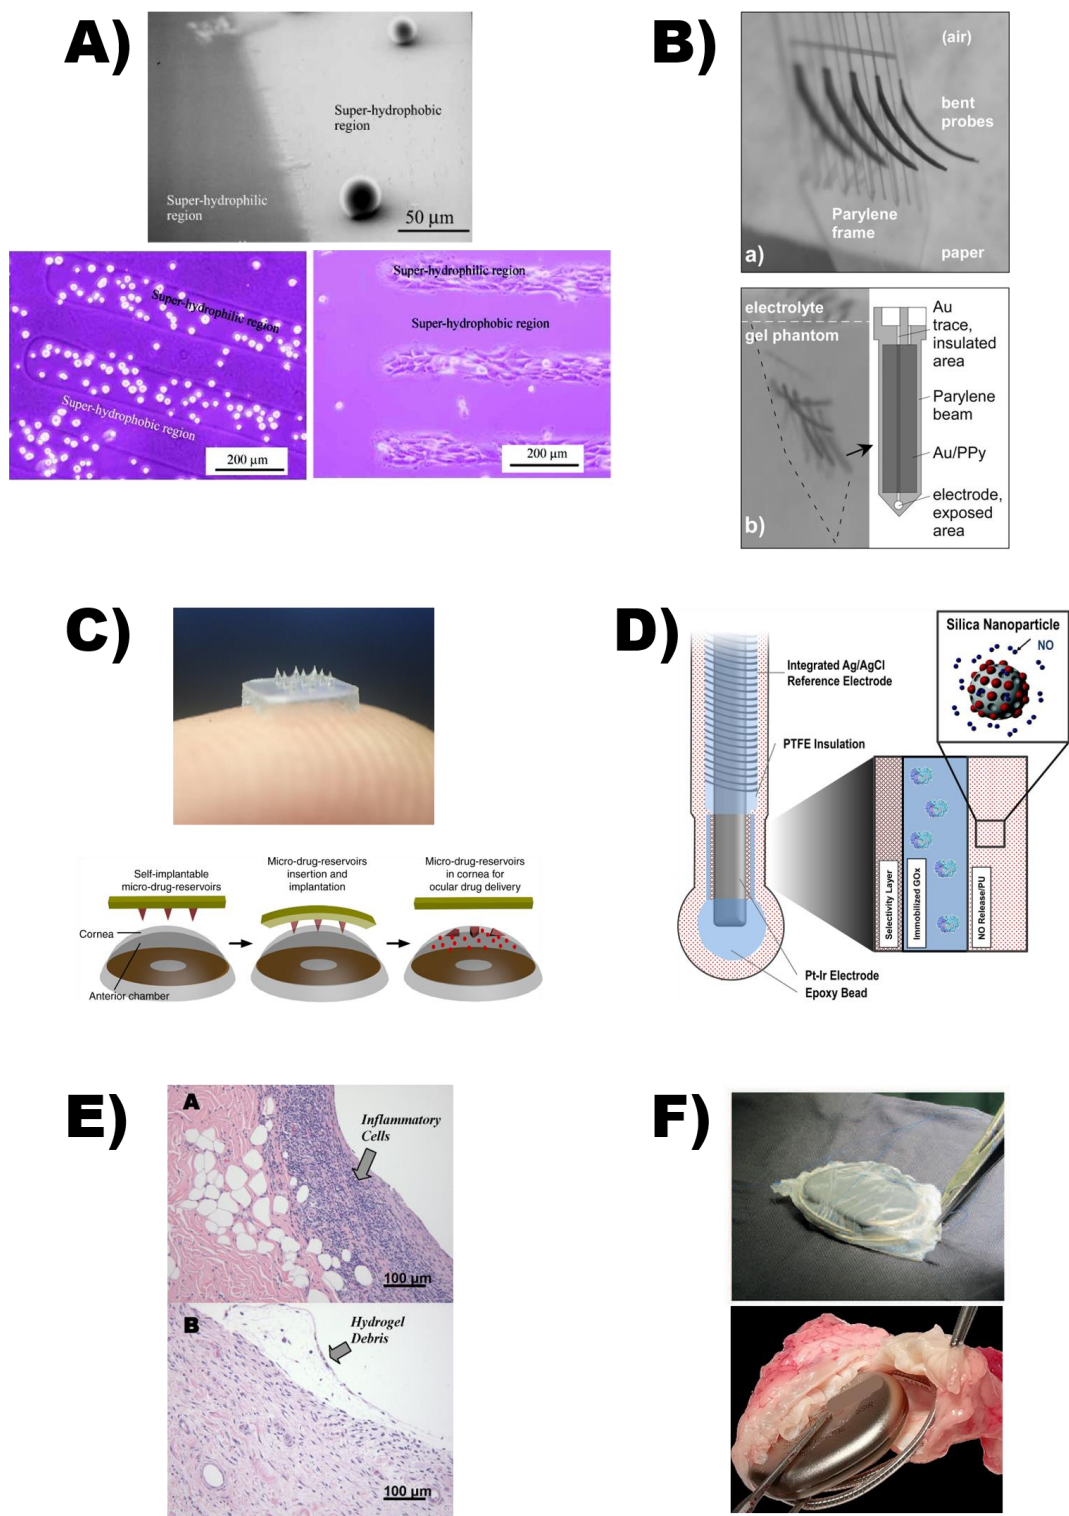 A)
Super-hydrophobic
region
Super-hydrophilic
region
50 μm
Super-hydrophilic region
Super-hydrophobic region
200 μm
Super-hydrophilic region
Super-hydrophobic region
200 μm
B)
(air)
bent
probes
Parylene
frame
paper
a)
electrolyte
gel phantom
b)
Au
trace,
insulated
area
Parylene
beam
Au/PPy
electrode,
exposed
area
C)
Self-implantable
micro-drug-reservoirs
Micro-drug-reservoirs
insertion and
implantation
Micro-drug-reservoirs
in cornea for
ocular drug delivery
Cornea
Anterior chamber
D)
Silica Nanoparticle
NO
Integrated Ag/AgCl
Reference Electrode
PTFE Insulation
Selectivity Layer
Immobilized GOx
NO Release/PU
Pt-Ir Electrode
Epoxy Bead
E)
A
Inflammatory
Cells
100 μm
B
Hydrogel
Debris
100 μm
F)